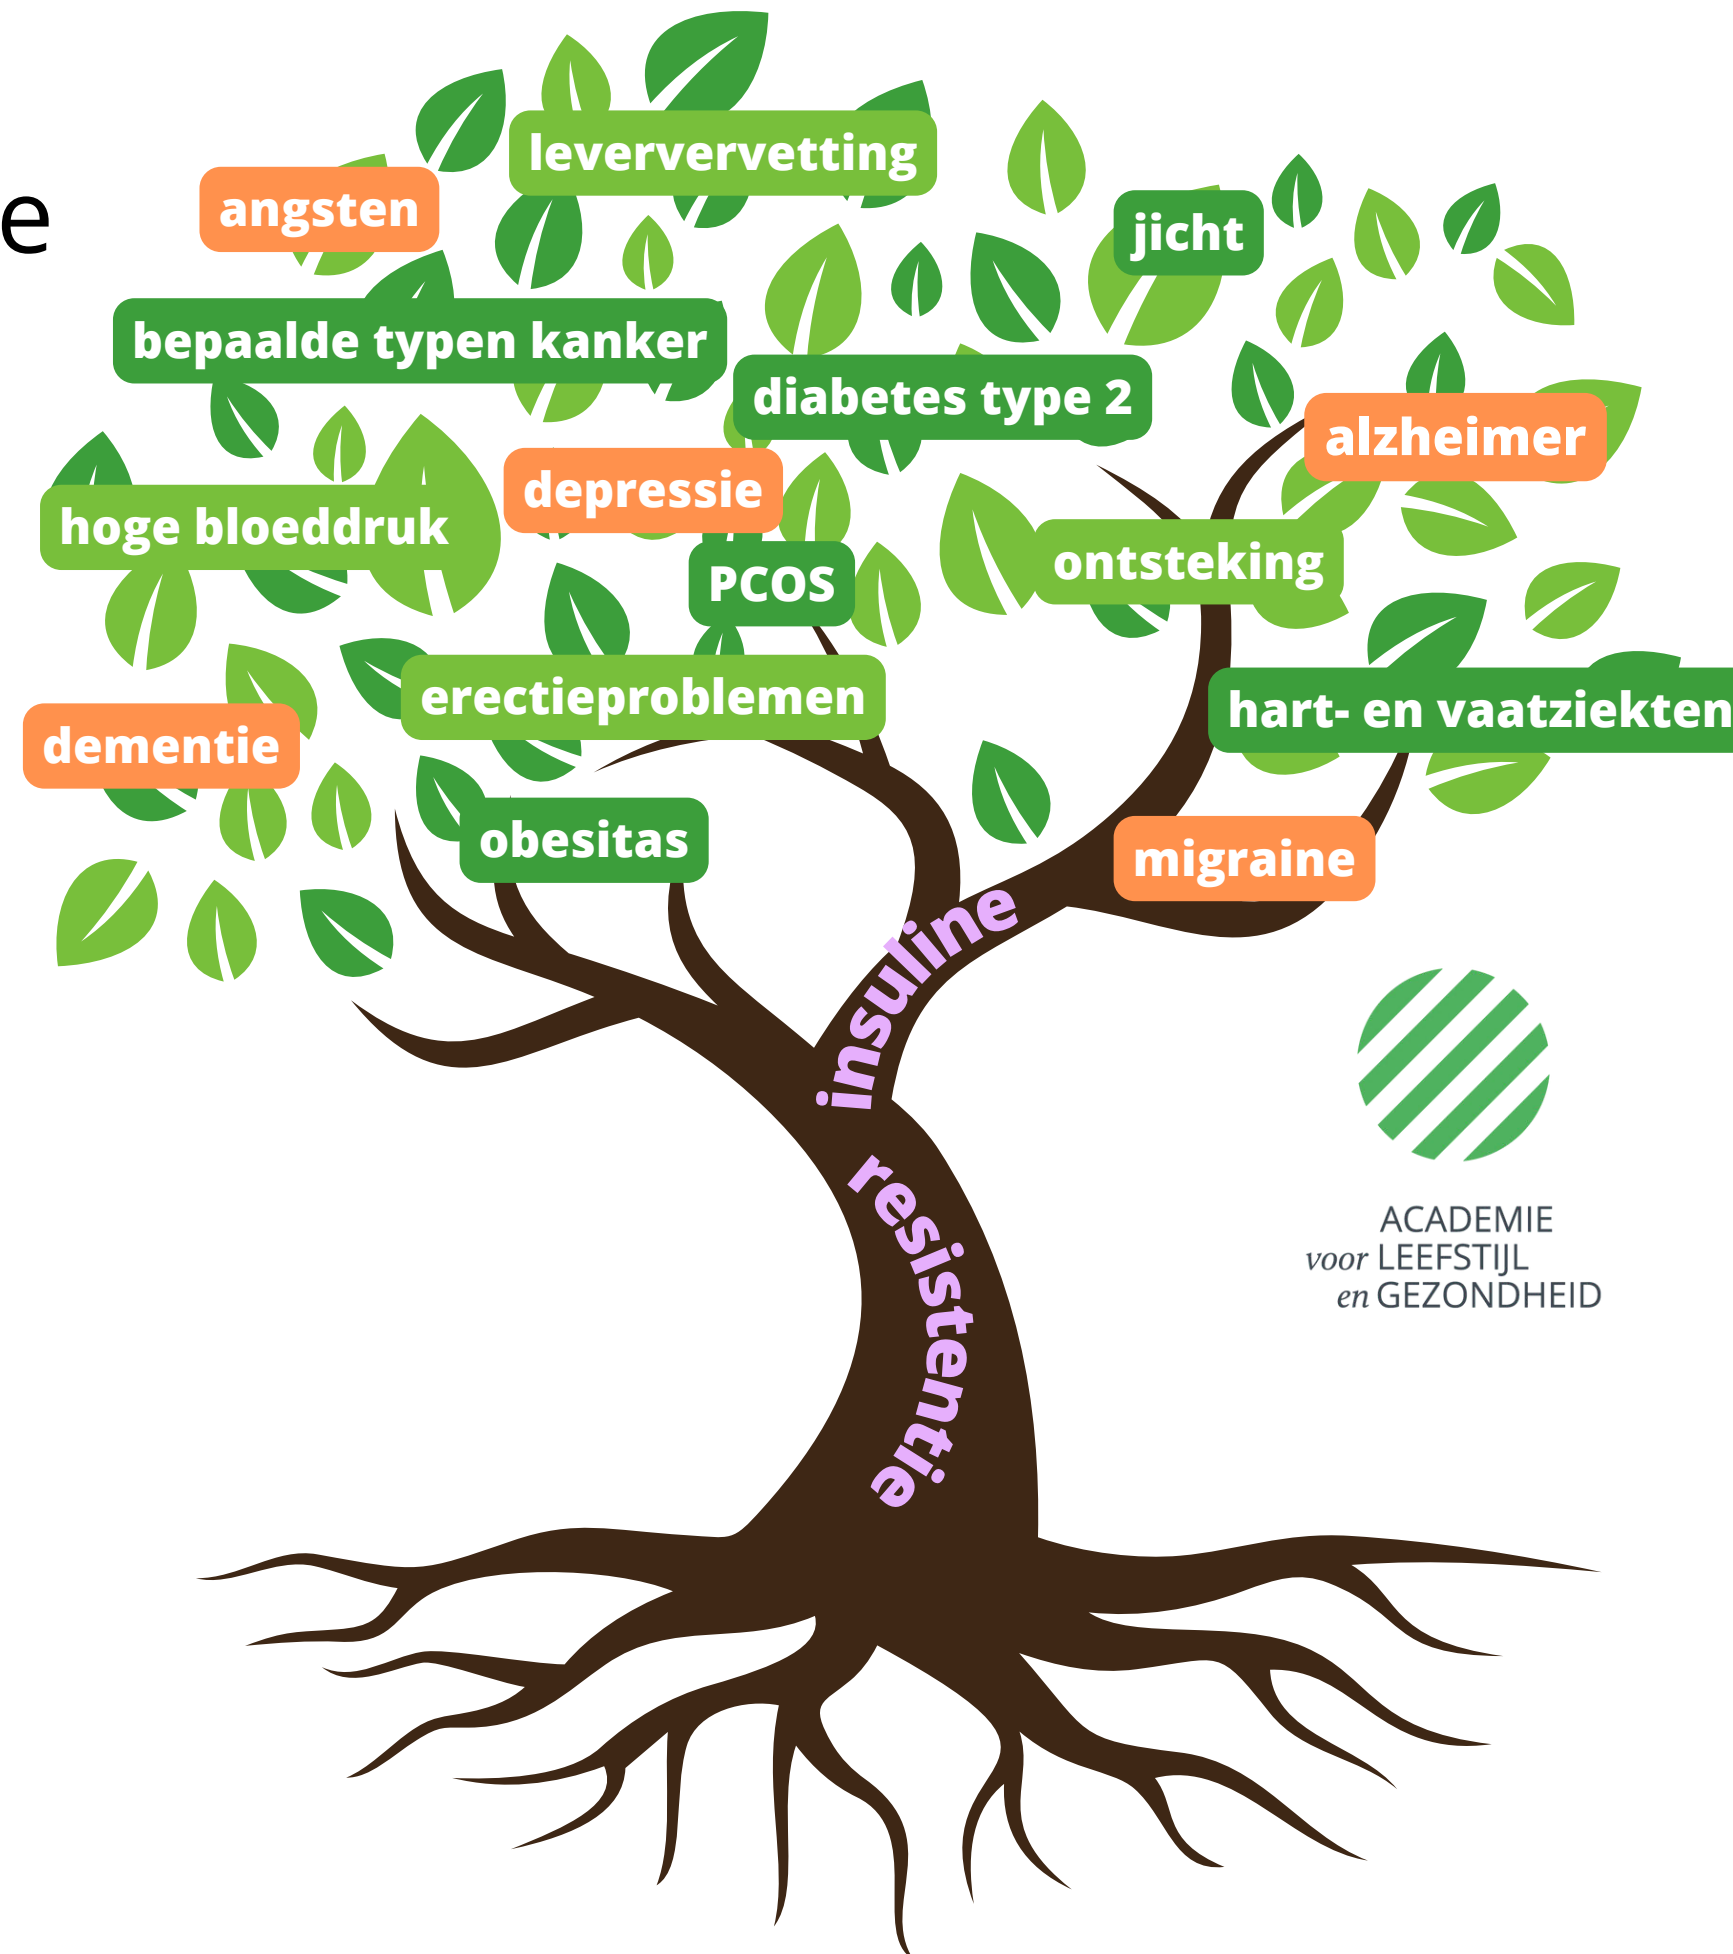 e
leververvetting
angsten
jicht
bepaalde typen kanker
diabetes type 2
alzheimer
depressie
hoge bloeddruk
ontsteking
PCOS
erectieproblemen
hart- en vaatziekten
dementie
obesitas
migraine
insuline
resistentie
ACADEMIE
voor LEEFSTIJL
en GEZONDHEID